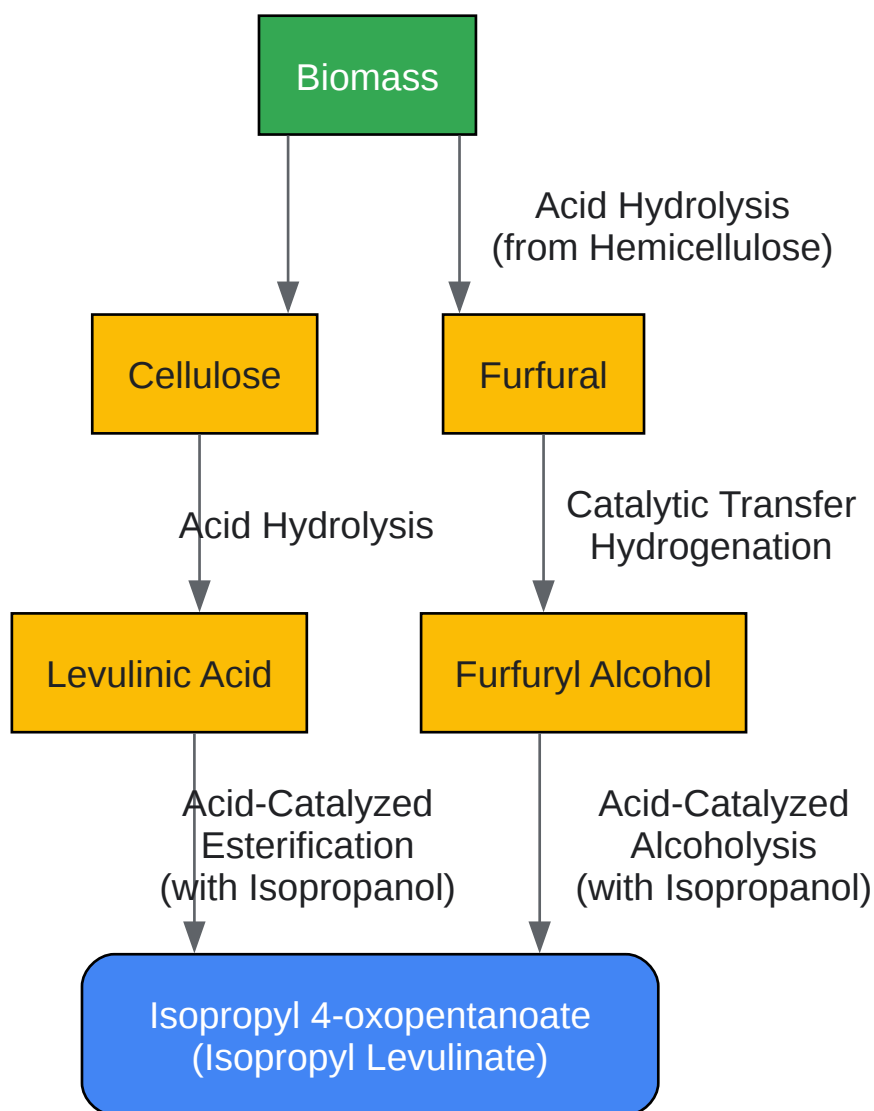 Biomass
Acid Hydrolysis
(from Hemicellulose)
Cellulose
Furfural
Acid Hydrolysis
Catalytic Transfer
Hydrogenation
Levulinic Acid
Furfuryl Alcohol
Acid-Catalyzed
Esterification
(with Isopropanol)
Acid-Catalyzed
Alcoholysis
(with Isopropanol)
Isopropyl 4-oxopentanoate
(Isopropyl Levulinate)